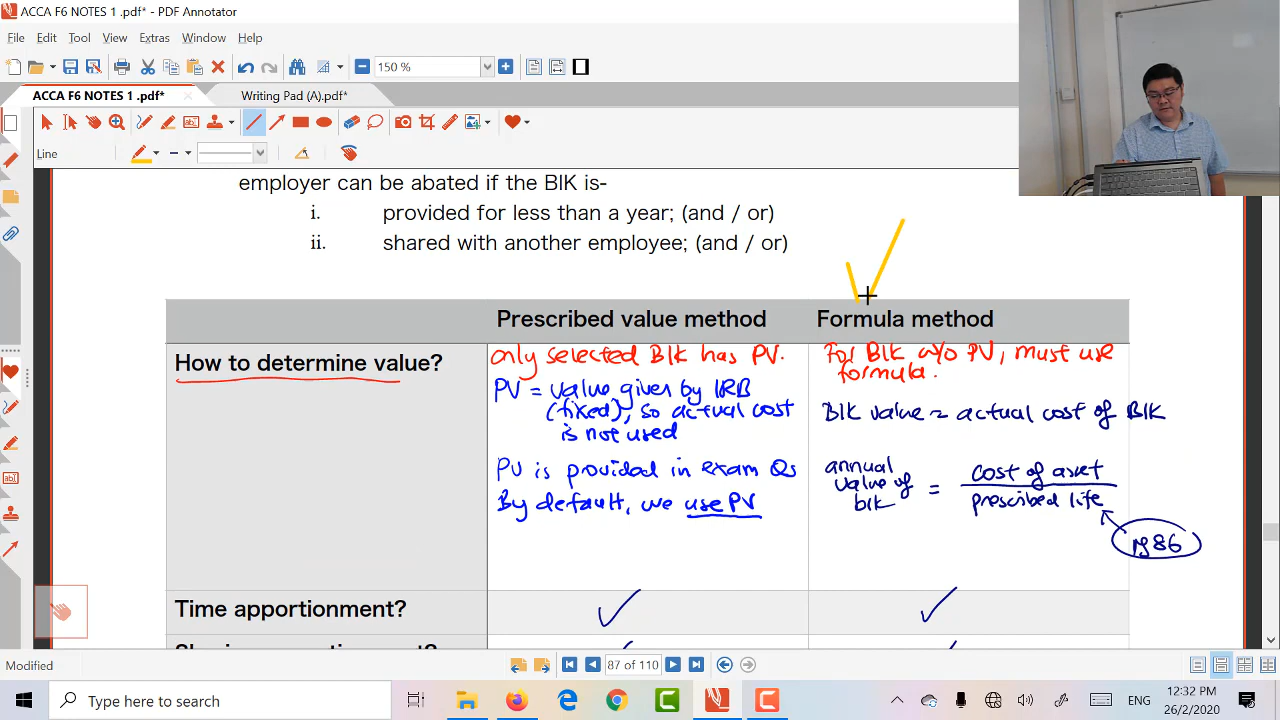 ACCA F6 NOTES 1 .pdf* - PDF Annotator
File Edit Tool View Extras Window Help
150 %
ACCA F6 NOTES 1 .pdf* Writing Pad (A).pdf*
Line
employer can be abated if the BIK is-
i. provided for less than a year; (and / or)
ii. shared with another employee; (and / or)
Prescribed value method Formula method
How to determine value?
only selected BIK has PV.
PV = value given by IRB
(fixed), so actual cost
is not used
PV is provided in exam Qs
By default, we use PV
For BIK w/o PV, must use
formula.
BIK value = actual cost of BIK
annual
value of
bik
=
cost of asset
prescribed life
pg 86
Time apportionment?
Modified
87 of 110
Type here to search
ENG
12:32 PM
26/2/2020